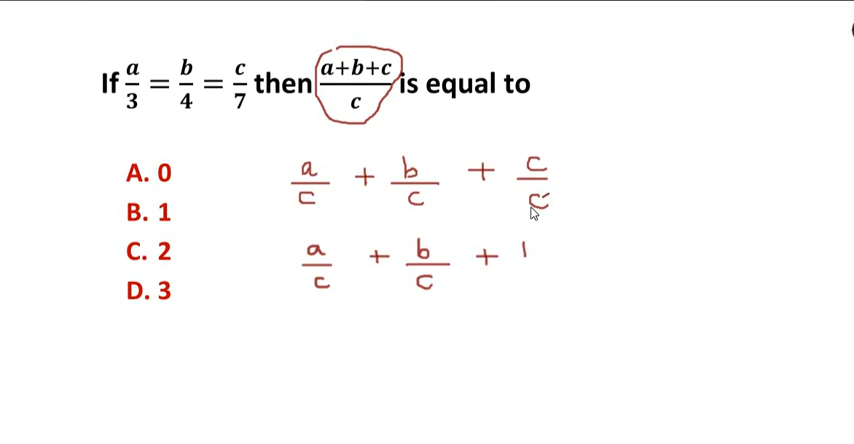 If a/3 = b/4 = c/7 then a+b+c/c is equal to
A. 0
B. 1
C. 2
D. 3
a/c + b/c + c/c
a/c + b/c + 1